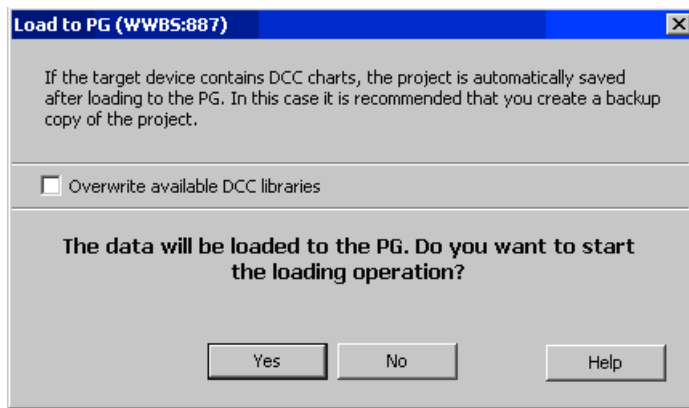 Load to PG (WWBS:887)
If the target device contains DCC charts, the project is automatically saved
after loading to the PG. In this case it is recommended that you create a backup
copy of the project.
Overwrite available DCC libraries
The data will be loaded to the PG. Do you want to start
the loading operation?
Yes
No
Help